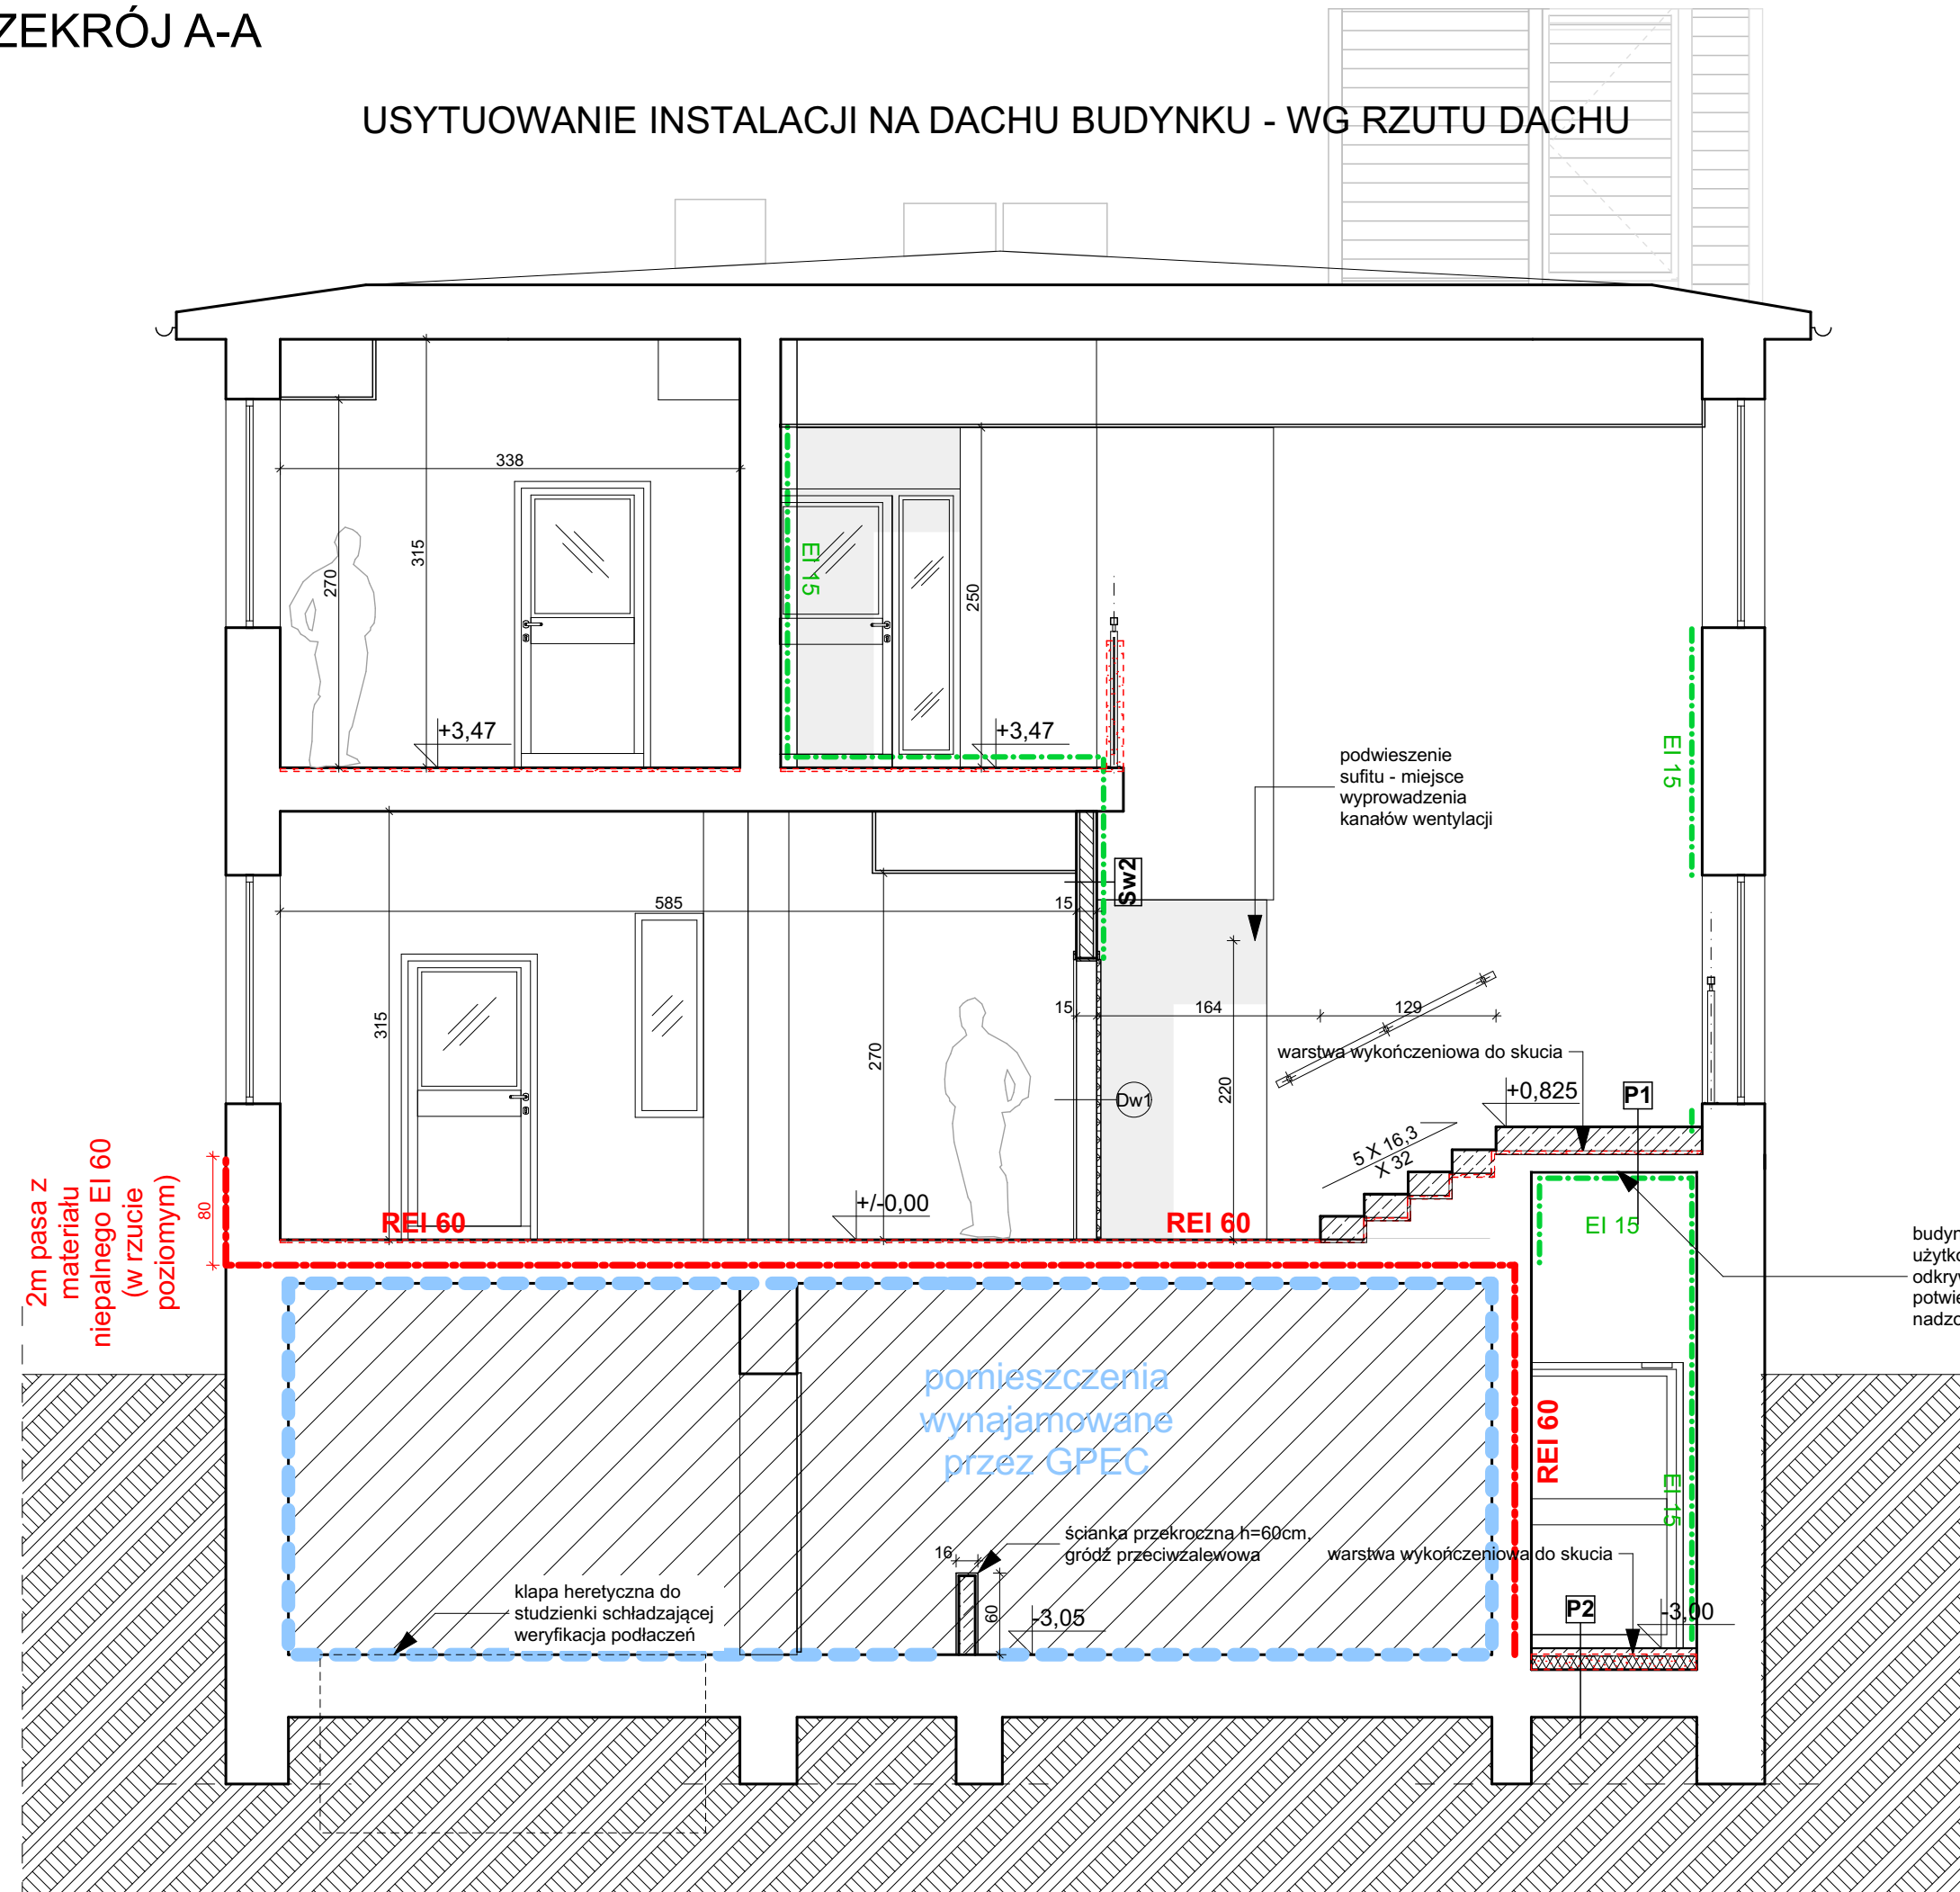 ZEKRÓJ A-A
USYTUOWANIE INSTALACJI NA DACHU BUDYNKU - WG RZUTU DACHU
338
315
270
EI 15
250
+3,47
+3,47
EI 15
podwieszenie
sufitu - miejsce
wyprowadzenia
kanałów wentylacji
Sw2
585
15
315
270
15
164
129
220
warstwa wykończeniowa do skucia
+0,825
P1
Dw1
5 X 16,3
X 32
+/-0,00
REI 60
REI 60
2m pasa z
materiału
niepalnego EI 60
(w rzucie
poziomym)
80
EI 15
budyn
użytko
odkryw
potwie
nadzo
pomieszczenia
wynajamowane
przez GPEC
REI 60
EI 15
ścianka przekroczna h=60cm,
gródź przeciwzalewowa
16
60
warstwa wykończeniowa do skucia
klapa heretyczna do
studzienki schładzającej
weryfikacja podłaczeń
-3,05
P2
-3,00